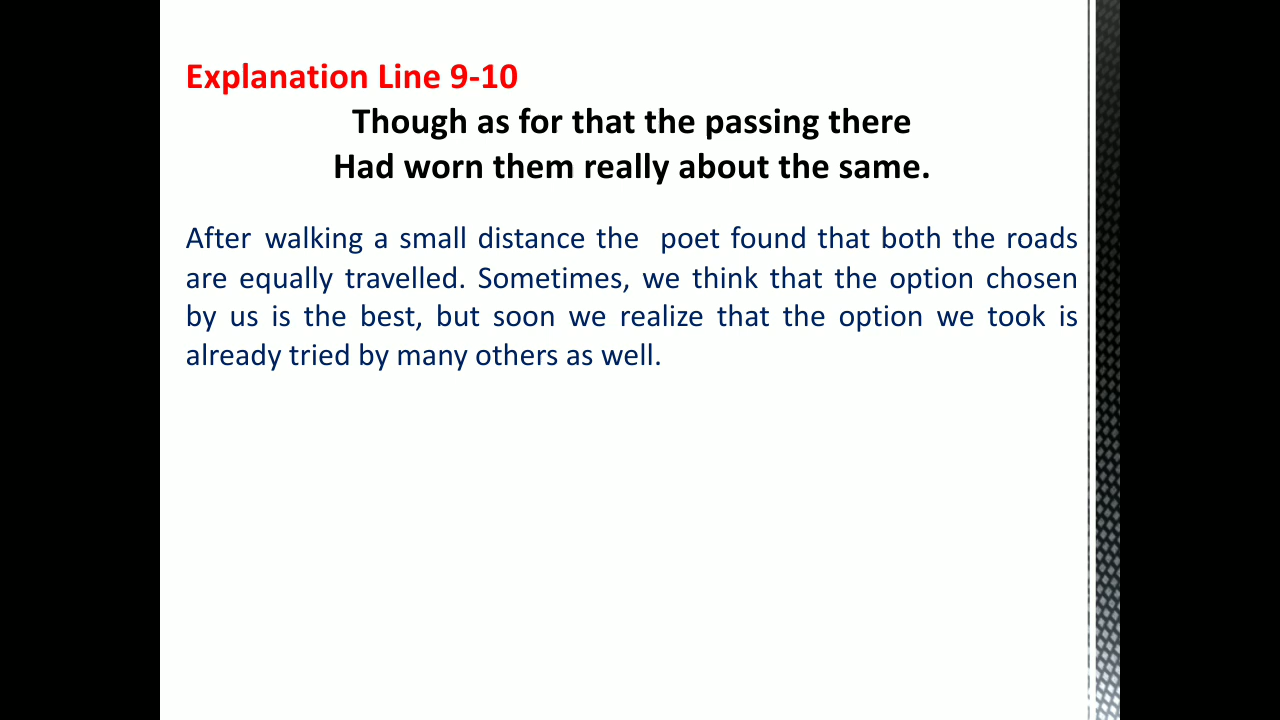 Explanation Line 9-10
Though as for that the passing there
Had worn them really about the same.
After walking a small distance the poet found that both the roads
are equally travelled. Sometimes, we think that the option chosen
by us is the best, but soon we realize that the option we took is
already tried by many others as well.